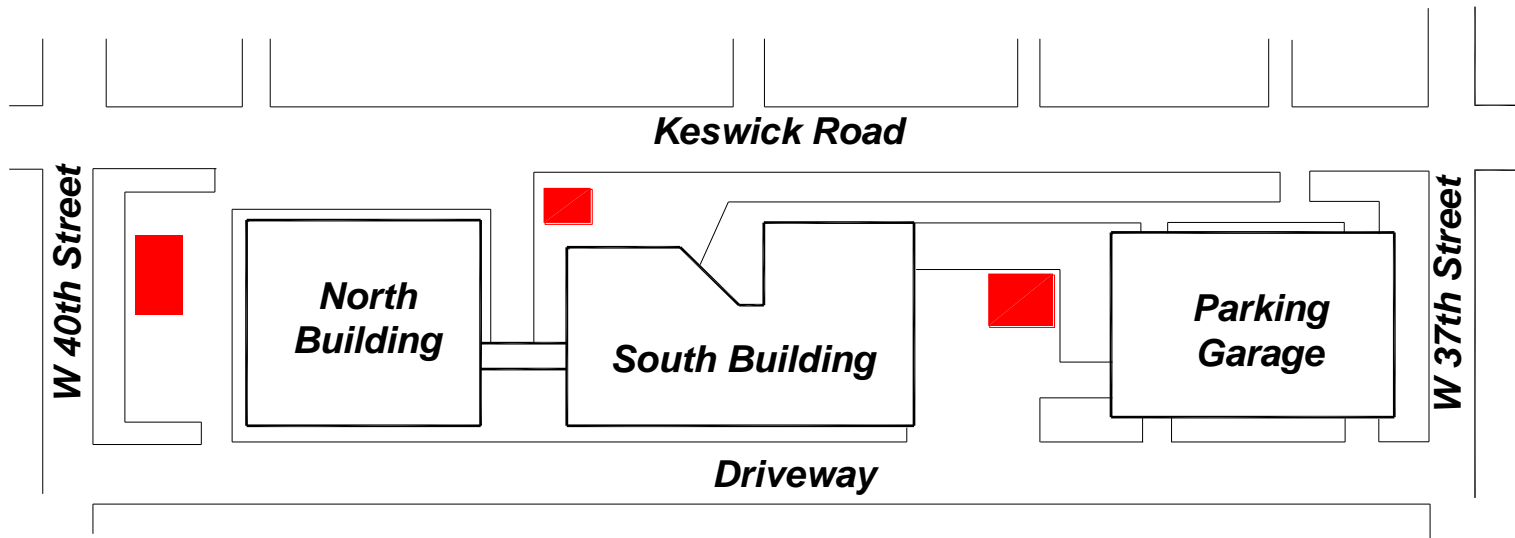 Keswick Road
W 40th Street
North
Building
South Building
Parking
Garage
W 37th Street
Driveway